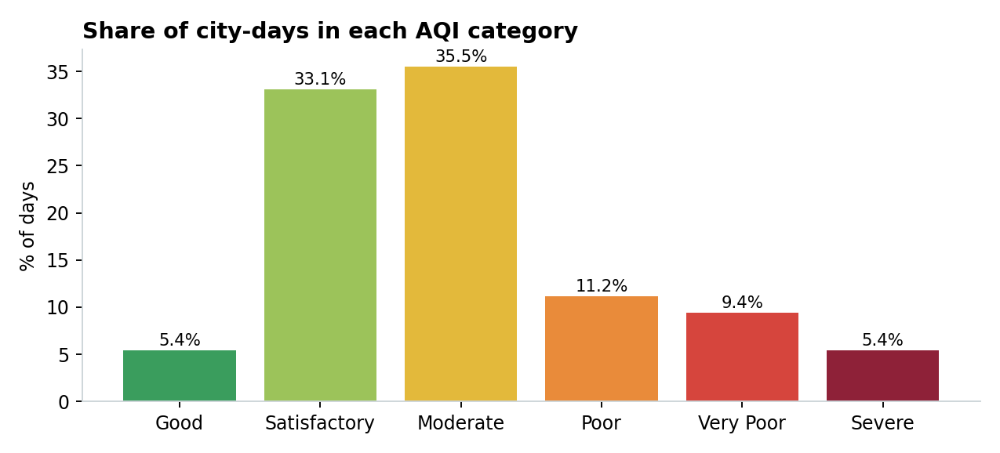 Share of city-days in each AQI category
% of days
35
30
25
20
15
10
5
0
5.4%
33.1%
35.5%
11.2%
9.4%
5.4%
Good
Satisfactory
Moderate
Poor
Very Poor
Severe